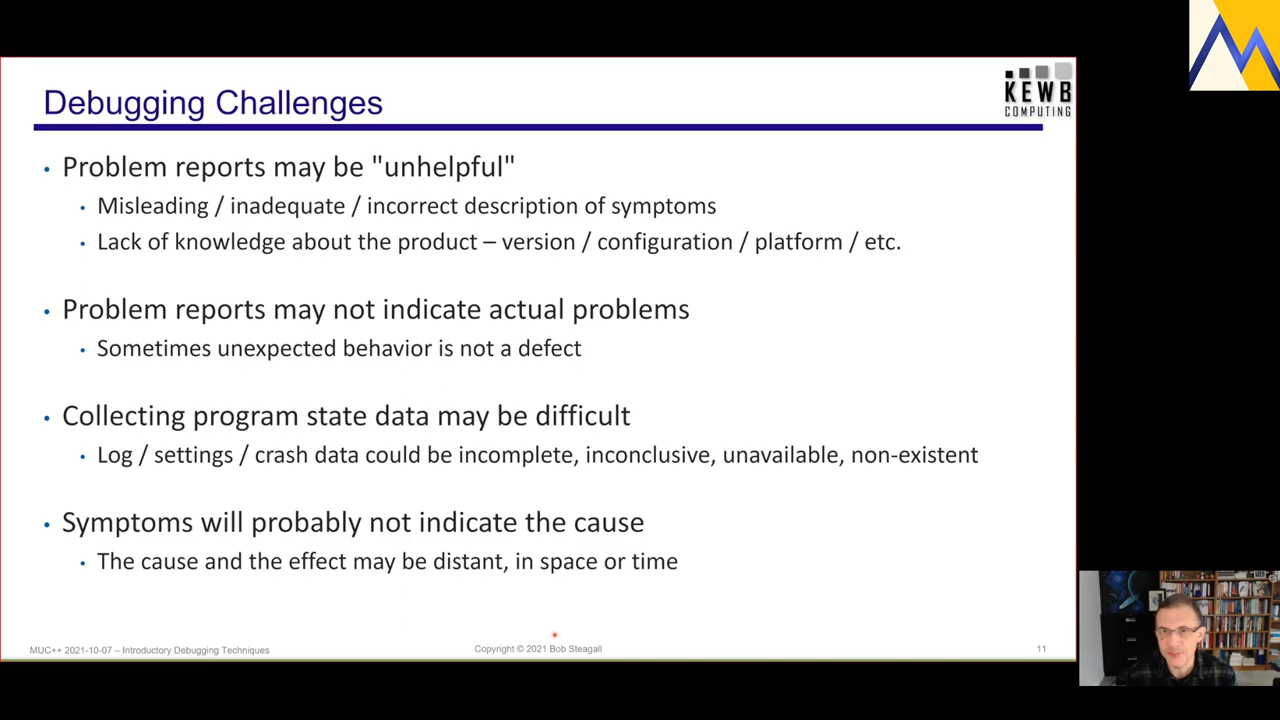 Debugging Challenges
KEWB
COMPUTING
• Problem reports may be "unhelpful"
• Misleading / inadequate / incorrect description of symptoms
• Lack of knowledge about the product – version / configuration / platform / etc.
• Problem reports may not indicate actual problems
• Sometimes unexpected behavior is not a defect
• Collecting program state data may be difficult
• Log / settings / crash data could be incomplete, inconclusive, unavailable, non-existent
• Symptoms will probably not indicate the cause
• The cause and the effect may be distant, in space or time
MUC++ 2021-10-07 – Introductory Debugging Techniques
Copyright © 2021 Bob Steagall
11